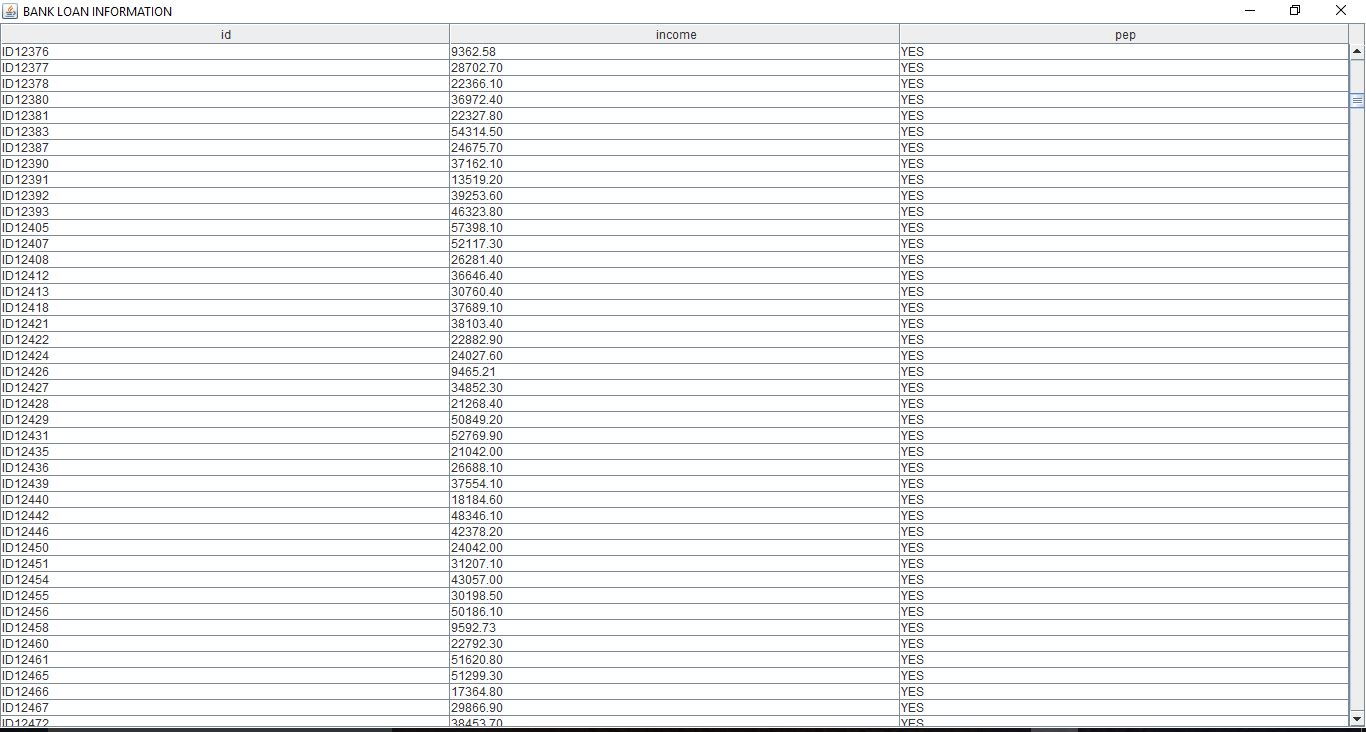 BANK LOAN INFORMATION
id income pep
ID12376 9362.58 YES
ID12377 28702.70 YES
ID12378 22366.10 YES
ID12380 36972.40 YES
ID12381 22327.80 YES
ID12383 54314.50 YES
ID12387 24675.70 YES
ID12390 37162.10 YES
ID12391 13519.20 YES
ID12392 39253.60 YES
ID12393 46323.80 YES
ID12405 57398.10 YES
ID12407 52117.30 YES
ID12408 26281.40 YES
ID12412 36646.40 YES
ID12413 30760.40 YES
ID12418 37689.10 YES
ID12421 38103.40 YES
ID12422 22882.90 YES
ID12424 24027.60 YES
ID12426 9465.21 YES
ID12427 34852.30 YES
ID12428 21268.40 YES
ID12429 50849.20 YES
ID12431 52769.90 YES
ID12435 21042.00 YES
ID12436 26688.10 YES
ID12439 37554.10 YES
ID12440 18184.60 YES
ID12442 48346.10 YES
ID12446 42378.20 YES
ID12450 24042.00 YES
ID12451 31207.10 YES
ID12454 43057.00 YES
ID12455 30198.50 YES
ID12456 50186.10 YES
ID12458 9592.73 YES
ID12460 22792.30 YES
ID12461 51620.80 YES
ID12465 51299.30 YES
ID12466 17364.80 YES
ID12467 29866.90 YES
ID12472 38453.70 YES